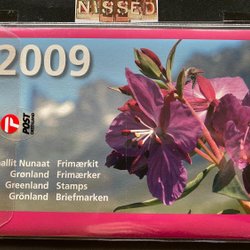 NISSED
2009
POST
allit Nunaat Frimærkit
Grønland Frimærker
Greenland Stamps
Grönland Briefmarken